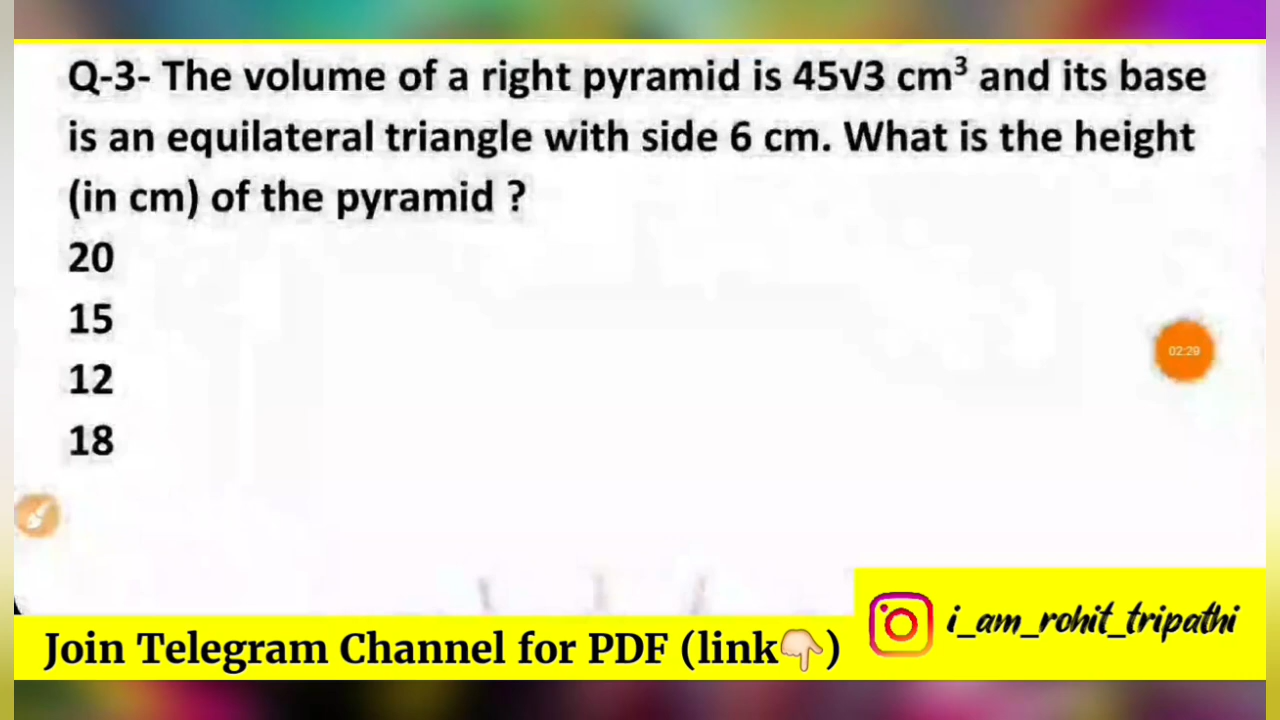 Q-3- The volume of a right pyramid is 45√3 cm³ and its base
is an equilateral triangle with side 6 cm. What is the height
(in cm) of the pyramid ?
20
15
12
18
02:29
i_am_rohit_tripathi
Join Telegram Channel for PDF (link👇)